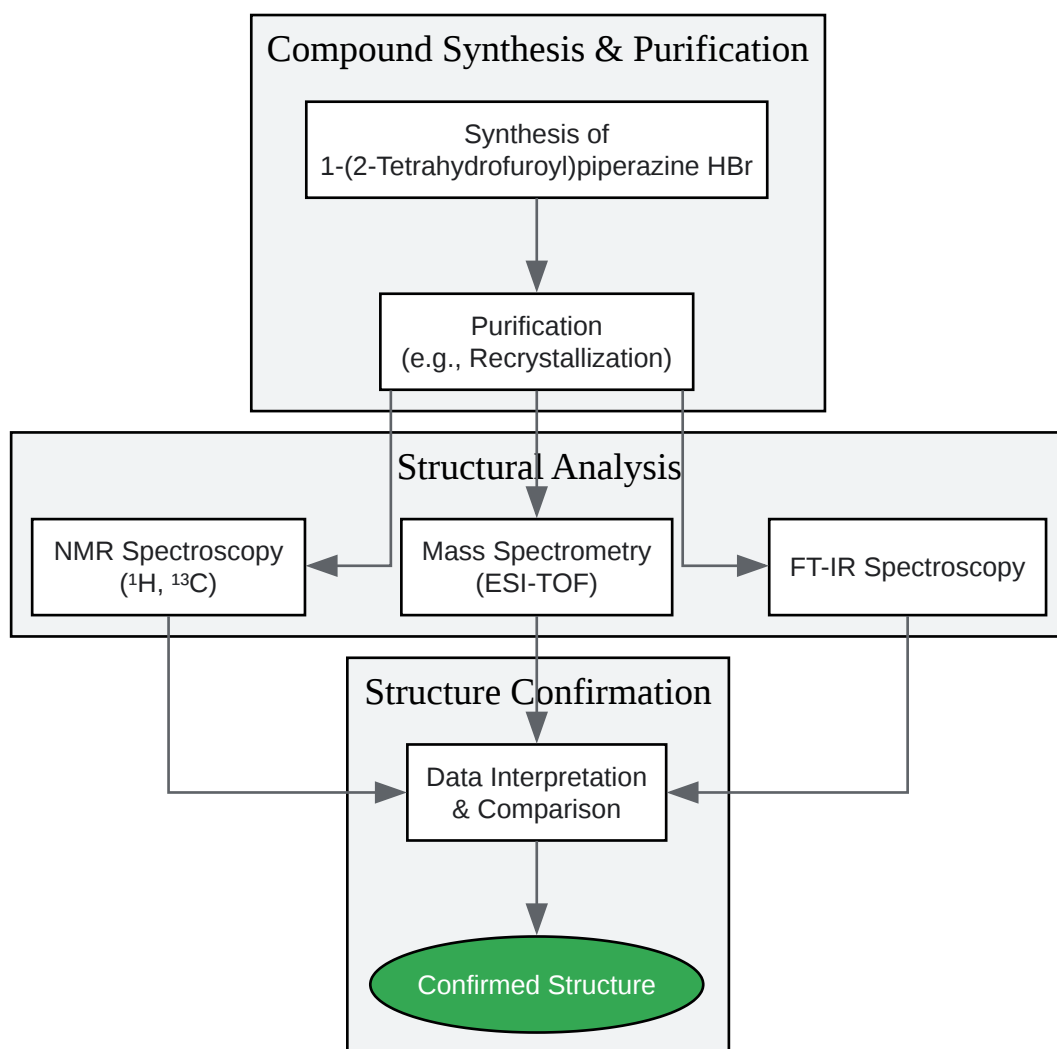 Compound Synthesis & Purification
Synthesis of
1-(2-Tetrahydrofuroyl)piperazine HBr
Purification
(e.g., Recrystallization)
Structural Analysis
NMR Spectroscopy
(¹H, ¹³C)
Mass Spectrometry
(ESI-TOF)
FT-IR Spectroscopy
Structure Confirmation
Data Interpretation
& Comparison
Confirmed Structure